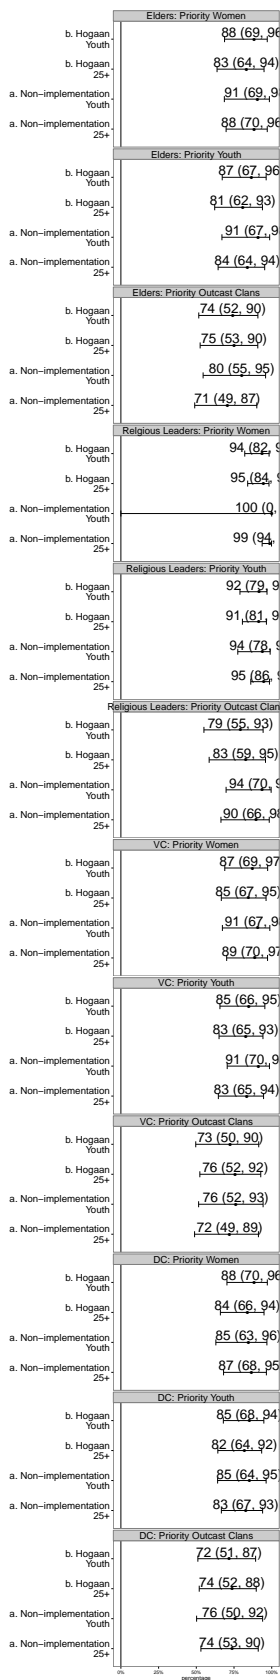 Elders: Priority Women
b. Hogaan Youth 88 (69, 96
b. Hogaan 25+ 83 (64, 94)
a. Non−implementation Youth 91 (69, 9
a. Non−implementation 25+ 88 (70, 96
Elders: Priority Youth
b. Hogaan Youth 87 (67, 96
b. Hogaan 25+ 81 (62, 93)
a. Non−implementation Youth 91 (67, 9
a. Non−implementation 25+ 84 (64, 94)
Elders: Priority Outcast Clans
b. Hogaan Youth 74 (52, 90)
b. Hogaan 25+ 75 (53, 90)
a. Non−implementation Youth 80 (55, 95)
a. Non−implementation 25+ 71 (49, 87)
Religious Leaders: Priority Women
b. Hogaan Youth 94 (82, 9
b. Hogaan 25+ 95 (84, 9
a. Non−implementation Youth 100 (0,
a. Non−implementation 25+ 99 (94,
Religious Leaders: Priority Youth
b. Hogaan Youth 92 (79, 9
b. Hogaan 25+ 91 (81, 9
a. Non−implementation Youth 94 (78, 9
a. Non−implementation 25+ 95 (86, 9
Religious Leaders: Priority Outcast Clan
b. Hogaan Youth 79 (55, 93)
b. Hogaan 25+ 83 (59, 95)
a. Non−implementation Youth 94 (70, 9
a. Non−implementation 25+ 90 (66, 98
VC: Priority Women
b. Hogaan Youth 87 (69, 97
b. Hogaan 25+ 85 (67, 95)
a. Non−implementation Youth 91 (67, 9
a. Non−implementation 25+ 89 (70, 97
VC: Priority Youth
b. Hogaan Youth 85 (66, 95)
b. Hogaan 25+ 83 (65, 93)
a. Non−implementation Youth 91 (70, 9
a. Non−implementation 25+ 83 (65, 94)
VC: Priority Outcast Clans
b. Hogaan Youth 73 (50, 90)
b. Hogaan 25+ 76 (52, 92)
a. Non−implementation Youth 76 (52, 93)
a. Non−implementation 25+ 72 (49, 89)
DC: Priority Women
b. Hogaan Youth 88 (70, 96
b. Hogaan 25+ 84 (66, 94)
a. Non−implementation Youth 85 (63, 96)
a. Non−implementation 25+ 87 (68, 95
DC: Priority Youth
b. Hogaan Youth 85 (68, 94)
b. Hogaan 25+ 82 (64, 92)
a. Non−implementation Youth 85 (64, 95)
a. Non−implementation 25+ 83 (67, 93)
DC: Priority Outcast Clans
b. Hogaan Youth 72 (51, 87)
b. Hogaan 25+ 74 (52, 88)
a. Non−implementation Youth 76 (50, 92)
a. Non−implementation 25+ 74 (53, 90)
0% 25% 50% 75% 100%
percentage